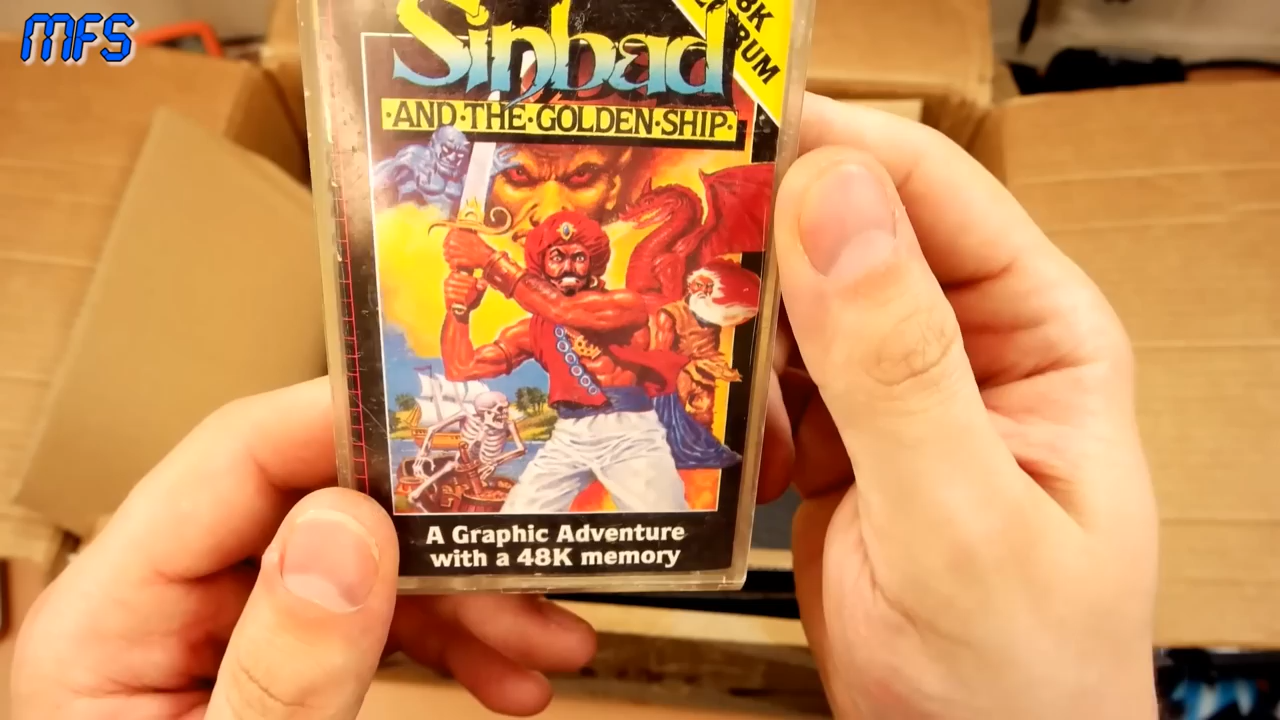 MFS
Sinbad
·AND·THE·GOLDEN·SHIP·
A Graphic Adventure
with a 48K memory